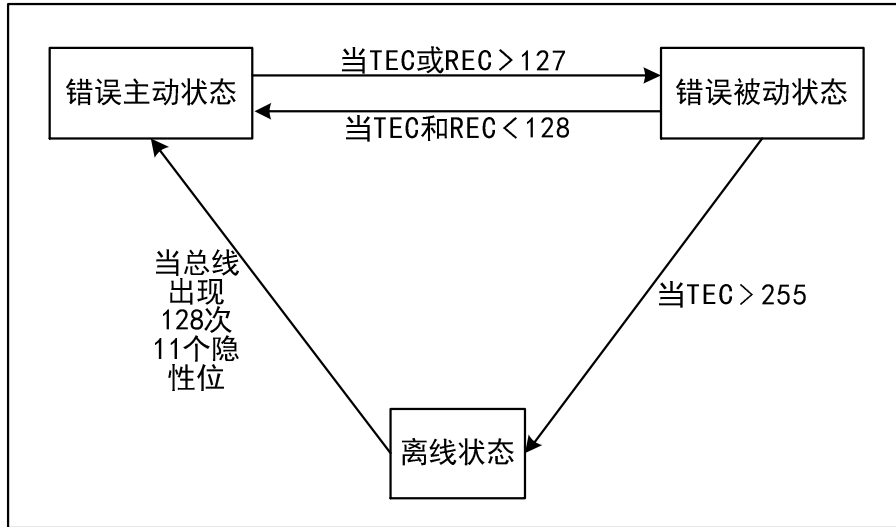 当TEC或REC＞127
错误主动状态
错误被动状态
当TEC和REC＜128
当总线
出现
128次
11个隐
性位
当TEC＞255
离线状态